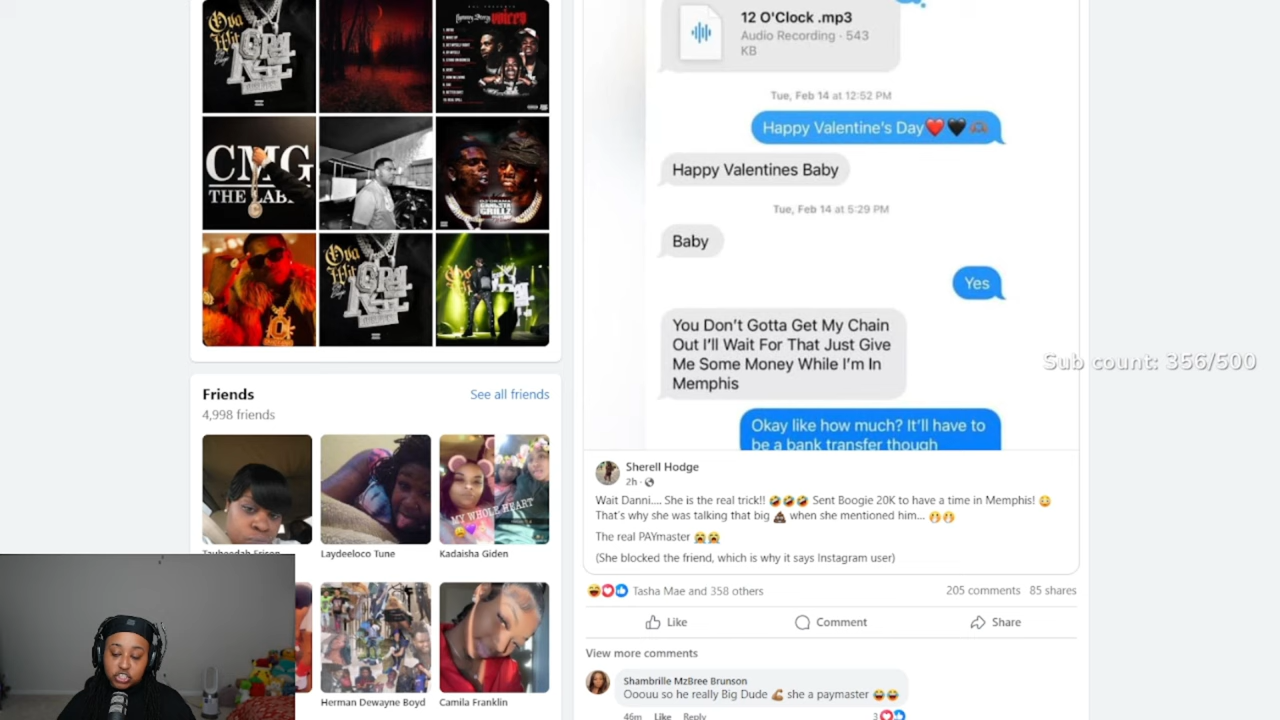 12 O'Clock .mp3
Audio Recording · 543
KB
Tue, Feb 14 at 12:52 PM
Happy Valentine's Day❤️🖤🫶🏾
Happy Valentines Baby
Tue, Feb 14 at 5:29 PM
Baby
Yes
You Don't Gotta Get My Chain
Out I'll Wait For That Just Give
Me Some Money While I'm In
Memphis
Okay like how much? It'll have to
be a bank transfer though
Sub count: 356/500
CMG
THE LABEL
voices
Friends
See all friends
4,998 friends
MY WHOLE HEART
Laydeeloco Tune
Kadaisha Giden
Herman Dewayne Boyd
Camila Franklin
Sherell Hodge
2h ·
Wait Danni.... She is the real trick!! 🤣🤣🤣 Sent Boogie 20K to have a time in Memphis! 😳
That's why she was talking that big 💩 when she mentioned him... 🤭🤭
The real PAYmaster 😭😭
(She blocked the friend, which is why it says Instagram user)
Tasha Mae and 358 others
205 comments 85 shares
Like
Comment
Share
View more comments
Shambrille MzBree Brunson
Ooouu so he really Big Dude 💪🏾 she a paymaster 😂😂
46m Like Reply
3